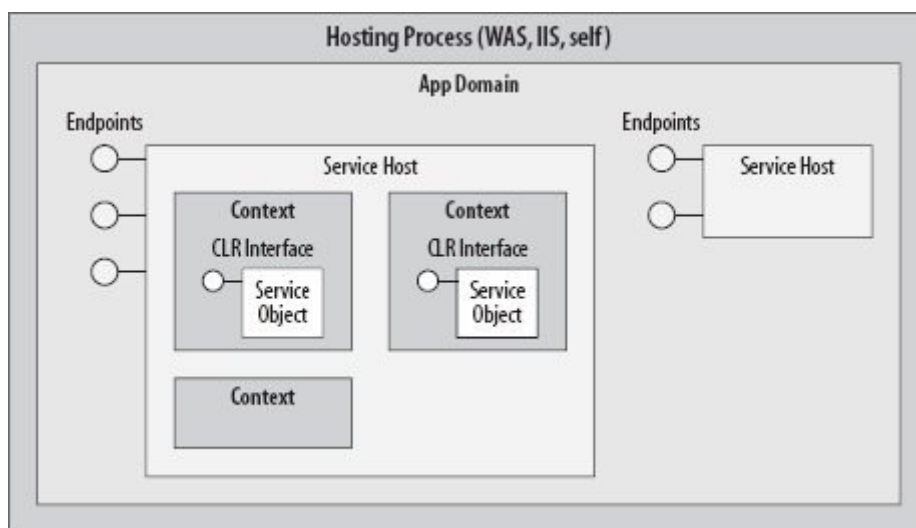 Hosting Process (WAS, IIS, self)
App Domain
Endpoints
Service Host
Context
CLR Interface
Service
Object
Context
CLR Interface
Service
Object
Context
Endpoints
Service Host